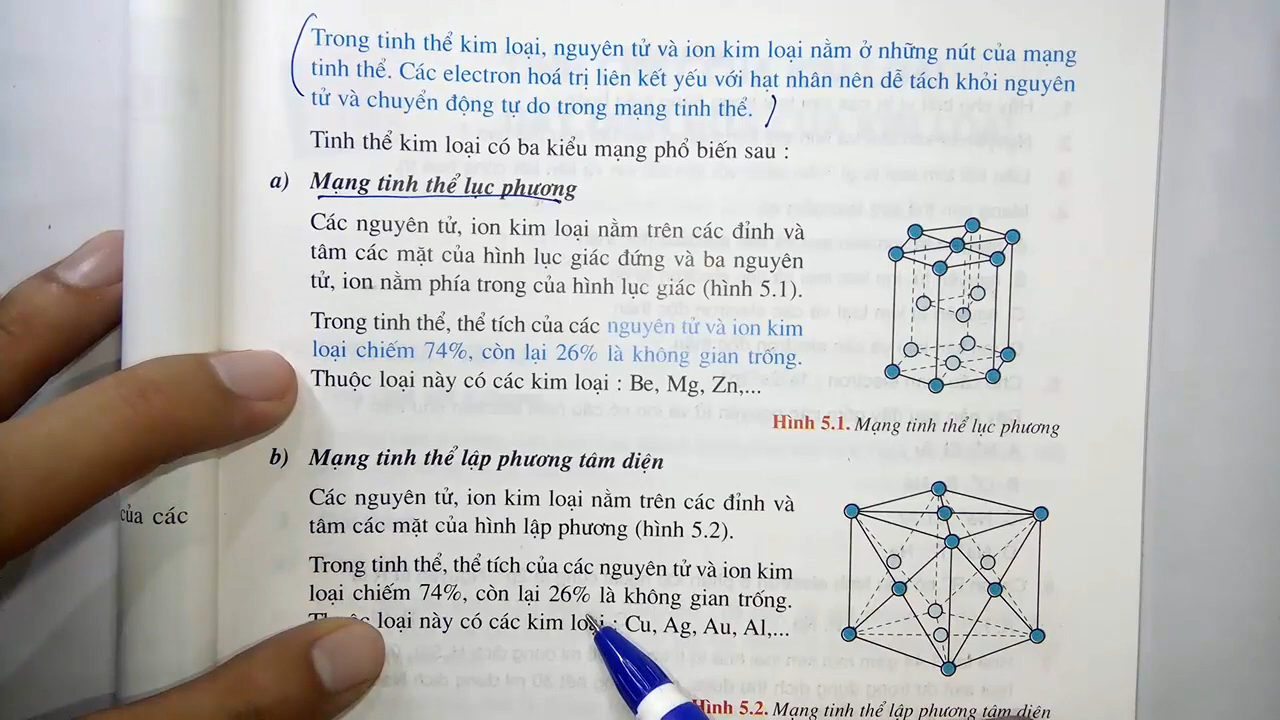 Trong tinh thể kim loại, nguyên tử và ion kim loại nằm ở những nút của mạng
tinh thể. Các electron hoá trị liên kết yếu với hạt nhân nên dễ tách khỏi nguyên
tử và chuyển động tự do trong mạng tinh thể.
Tinh thể kim loại có ba kiểu mạng phổ biến sau :
a) Mạng tinh thể lục phương
Các nguyên tử, ion kim loại nằm trên các đỉnh và
tâm các mặt của hình lục giác đứng và ba nguyên
tử, ion nằm phía trong của hình lục giác (hình 5.1).
Trong tinh thể, thể tích của các nguyên tử và ion kim
loại chiếm 74%, còn lại 26% là không gian trống.
Thuộc loại này có các kim loại : Be, Mg, Zn,...
Hình 5.1. Mạng tinh thể lục phương
b) Mạng tinh thể lập phương tâm diện
Các nguyên tử, ion kim loại nằm trên các đỉnh và
tâm các mặt của hình lập phương (hình 5.2).
Trong tinh thể, thể tích của các nguyên tử và ion kim
loại chiếm 74%, còn lại 26% là không gian trống.
loại này có các kim loại : Cu, Ag, Au, Al,...
Hình 5.2. Mạng tinh thể lập phương tâm diện
của các